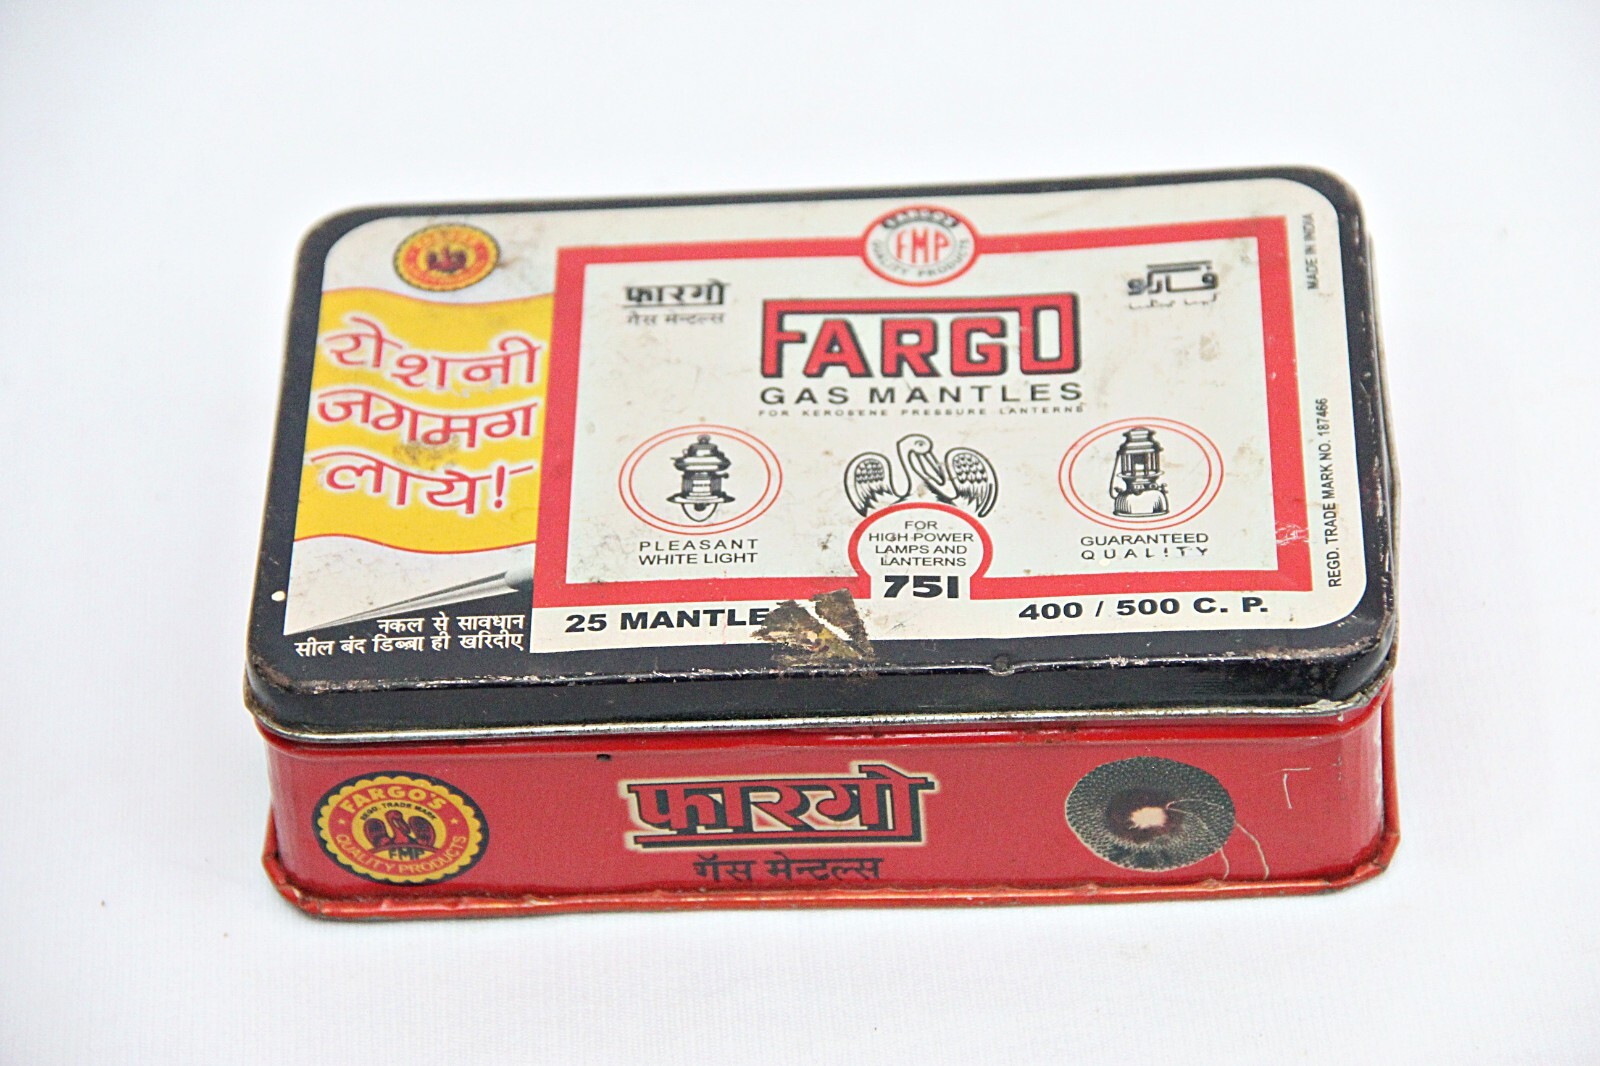 रोशनी
जगमग
लाये!
नकल से सावधान
सील बंद डिब्बा ही खरिदीए
FARGO'S
FMP
QUALITY PRODUCTS
फारगो
गैस मेन्टल्स
فارگو
FARGO
GAS MANTLES
FOR KEROSENE PRESSURE LANTERNS
PLEASANT
WHITE LIGHT
FOR
HIGH-POWER
LAMPS AND
LANTERNS
751
GUARANTEED
QUALITY
25 MANTLE
400 / 500 C. P.
MADE IN INDIA
REGD. TRADE MARK NO. 187466
FARGO'S
REGD. TRADE MARK
FMP
QUALITY PRODUCTS
फारगो
गॅस मेन्टल्स